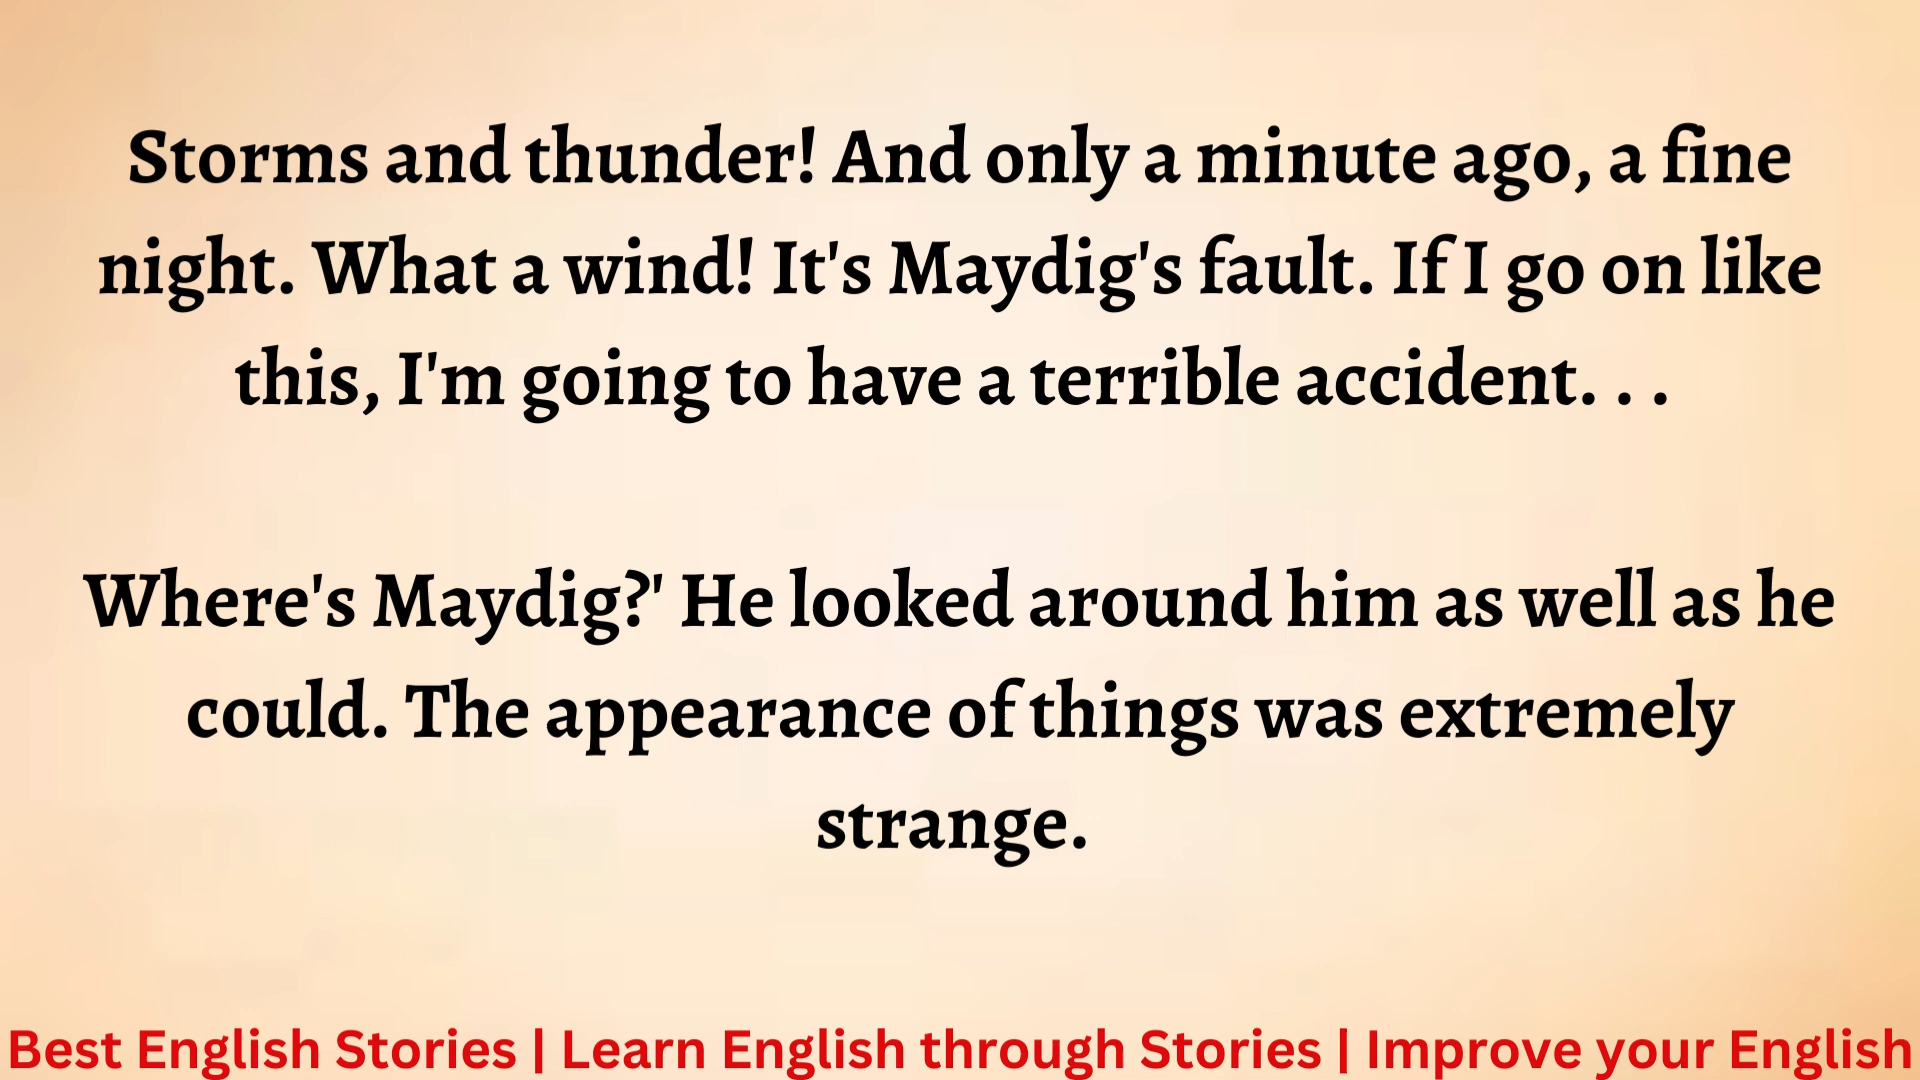 Storms and thunder! And only a minute ago, a fine
night. What a wind! It's Maydig's fault. If I go on like
this, I'm going to have a terrible accident. . .
Where's Maydig?' He looked around him as well as he
could. The appearance of things was extremely
strange.
Best English Stories | Learn English through Stories | Improve your English